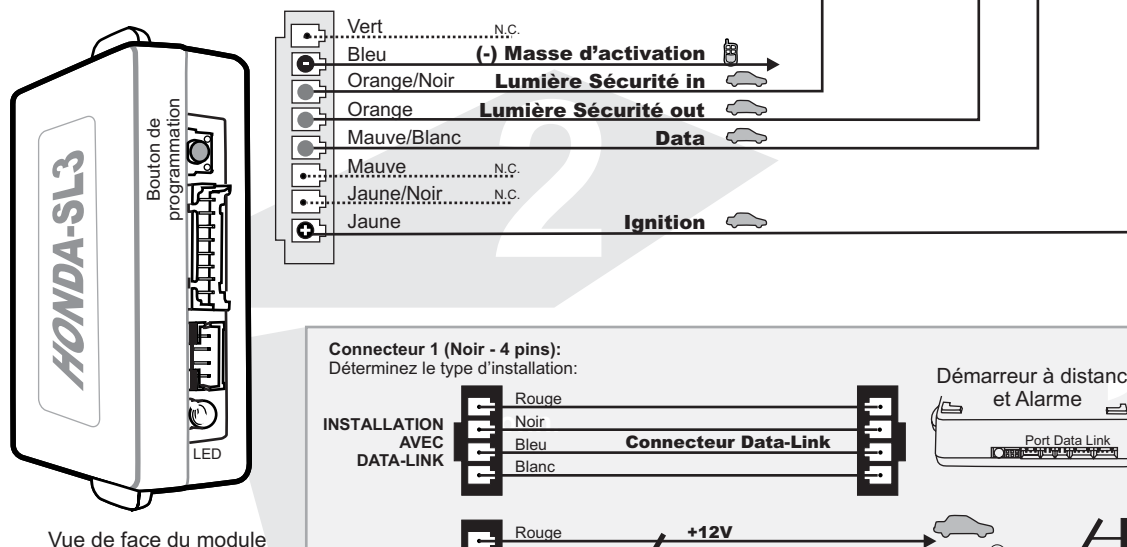 Vert N.C.
Bleu (-) Masse d'activation
Orange/Noir Lumière Sécurité in
Orange Lumière Sécurité out
Mauve/Blanc Data
Mauve N.C.
Jaune/Noir N.C.
Jaune Ignition
2
Bouton de
programmation
HONDA-SL3
LED
Vue de face du module
Connecteur 1 (Noir - 4 pins):
Déterminez le type d'installation:
INSTALLATION
AVEC
DATA-LINK
Rouge
Noir
Bleu Connecteur Data-Link
Blanc
Démarreur à distanc
et Alarme
Port Data Link
Rouge +12V